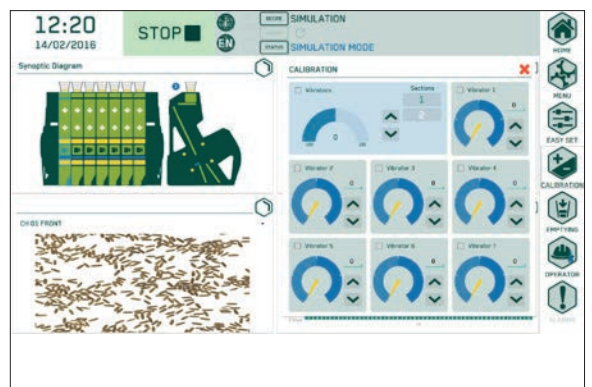 12:20
14/02/2016
STOP
EN
RECIPE
SIMULATION
STATUS
SIMULATION MODE
Synoptic Diagram
CH 01 FRONT
CALIBRATION
Vibrators
Sections
1
2
0
Vibrator 1
0
Vibrator 2
0
Vibrator 3
0
Vibrator 4
0
Vibrator 5
0
Vibrator 6
0
Vibrator 7
0
HOME
MENU
EASY SET
CALIBRATION
EMPTYING
OPERATOR